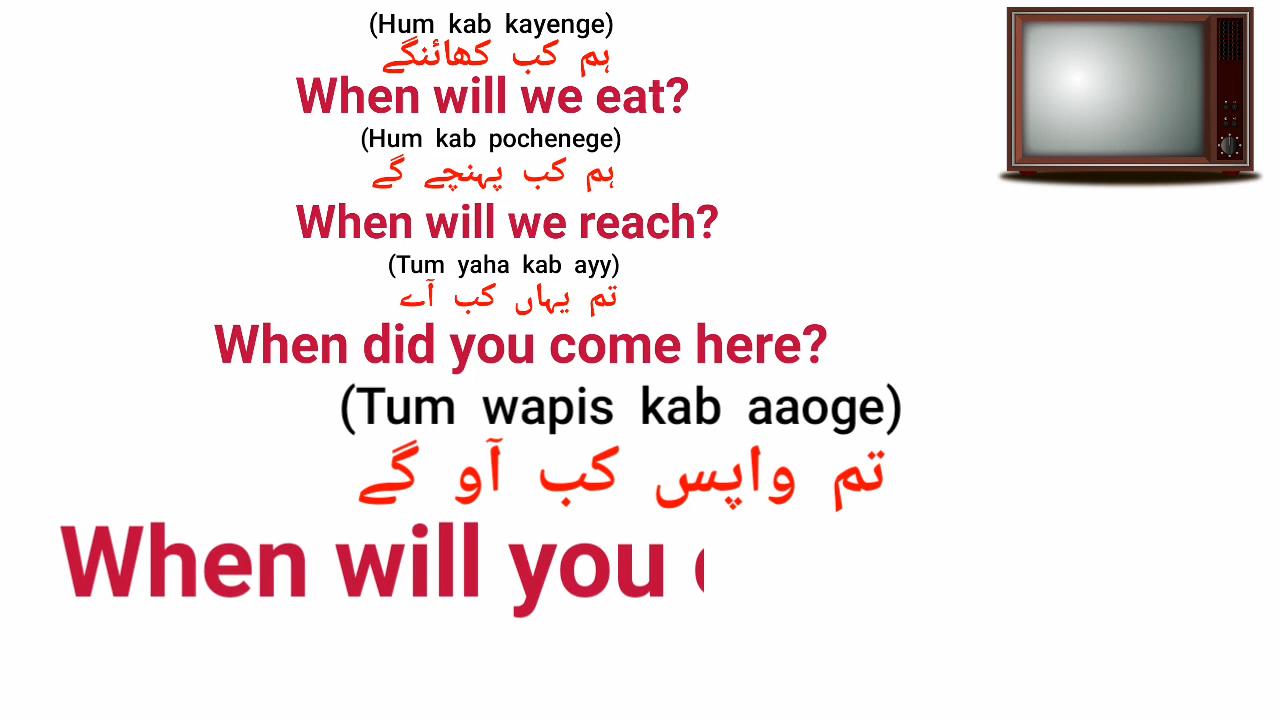 (Hum kab kayenge)
ہم کب کھائنگے
When will we eat?
(Hum kab pochenege)
ہم کب پہنچے گے
When will we reach?
(Tum yaha kab ayy)
تم یہاں کب آے
When did you come here?
(Tum wapis kab aaoge)
تم واپس کب آو گے
When will you